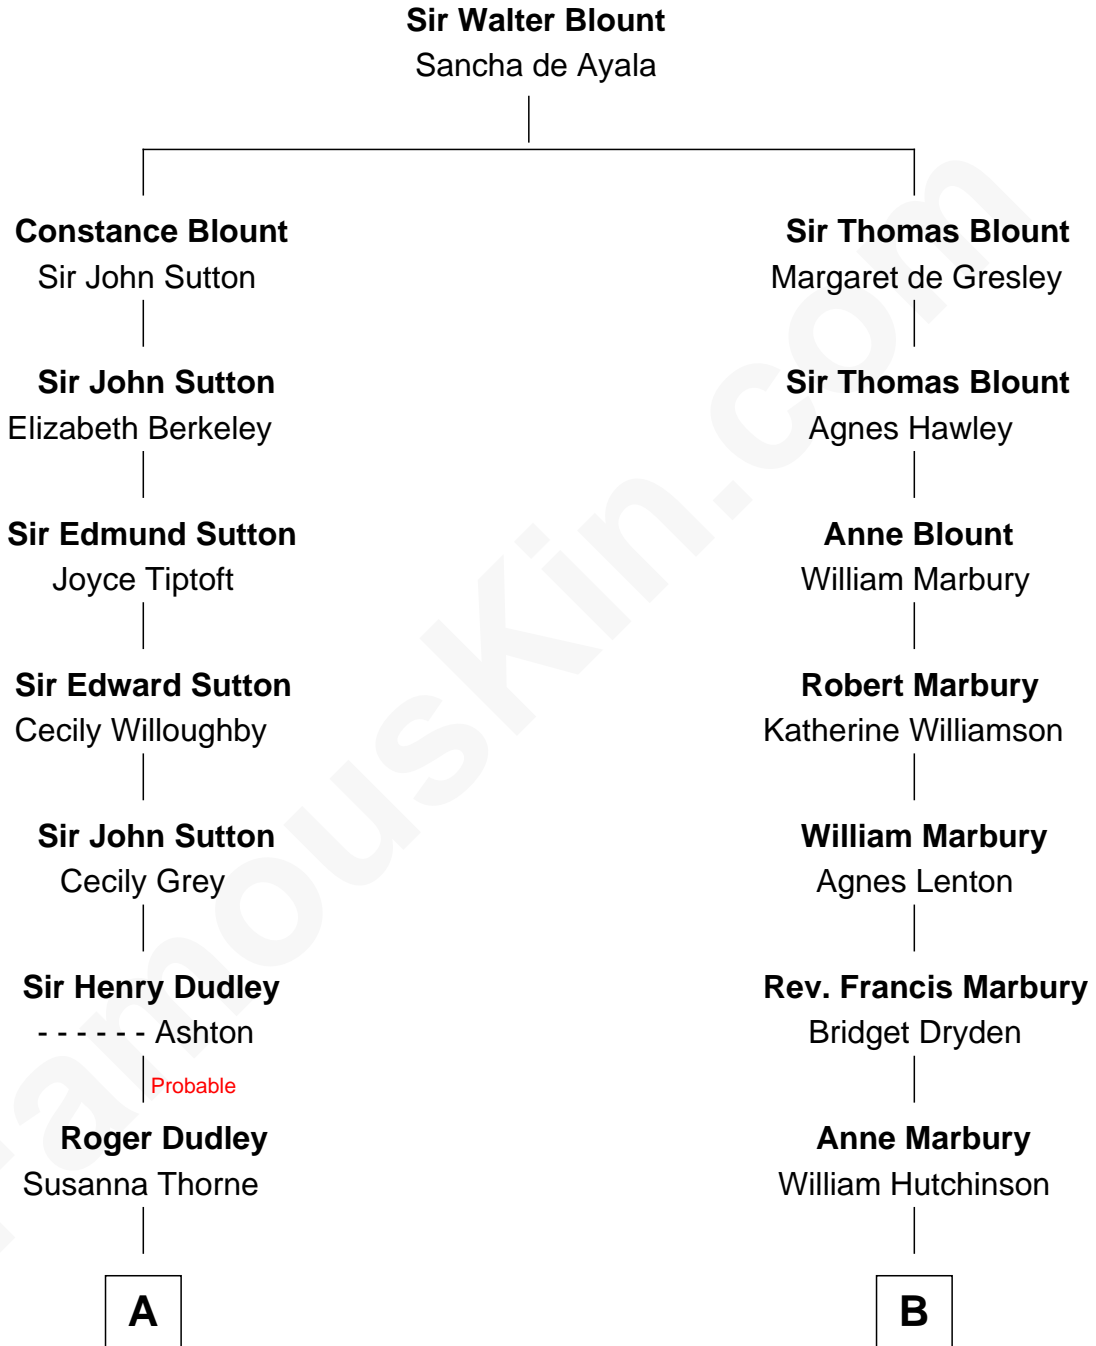 Sir Walter Blount
Sancha de Ayala
Constance Blount
Sir John Sutton
Sir Thomas Blount
Margaret de Gresley
Sir John Sutton
Elizabeth Berkeley
Sir Thomas Blount
Agnes Hawley
Sir Edmund Sutton
Joyce Tiptoft
Anne Blount
William Marbury
Sir Edward Sutton
Cecily Willoughby
Robert Marbury
Katherine Williamson
Sir John Sutton
Cecily Grey
William Marbury
Agnes Lenton
Sir Henry Dudley
- - - - - - Ashton
Rev. Francis Marbury
Bridget Dryden
Probable
Roger Dudley
Susanna Thorne
Anne Marbury
William Hutchinson
A
B
FamousKin.com